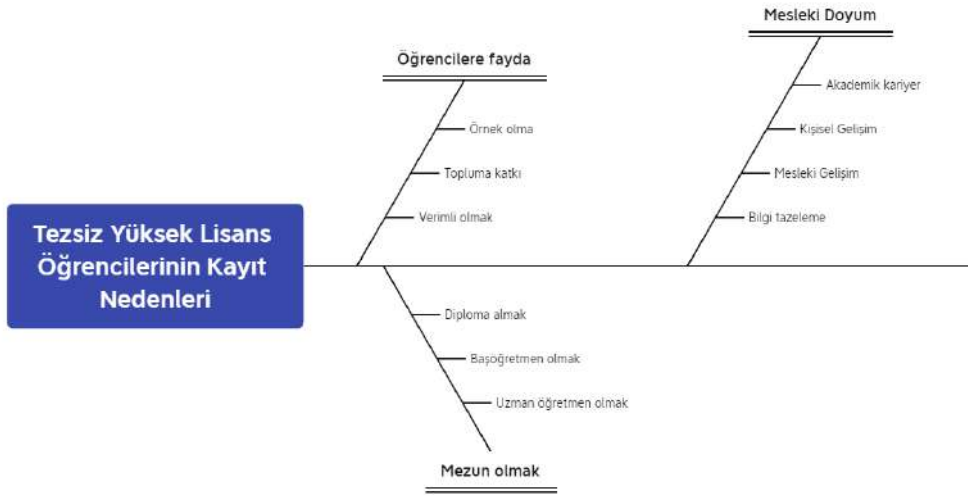 Mesleki Doyum
Akademik kariyer
Kişisel Gelişim
Mesleki Gelişim
Bilgi tazeleme
Öğrencilere fayda
Örnek olma
Topluma katkı
Verimli olmak
Tezsiz Yüksek Lisans
Öğrencilerinin Kayıt
Nedenleri
Diploma almak
Başöğretmen olmak
Uzman öğretmen olmak
Mezun olmak